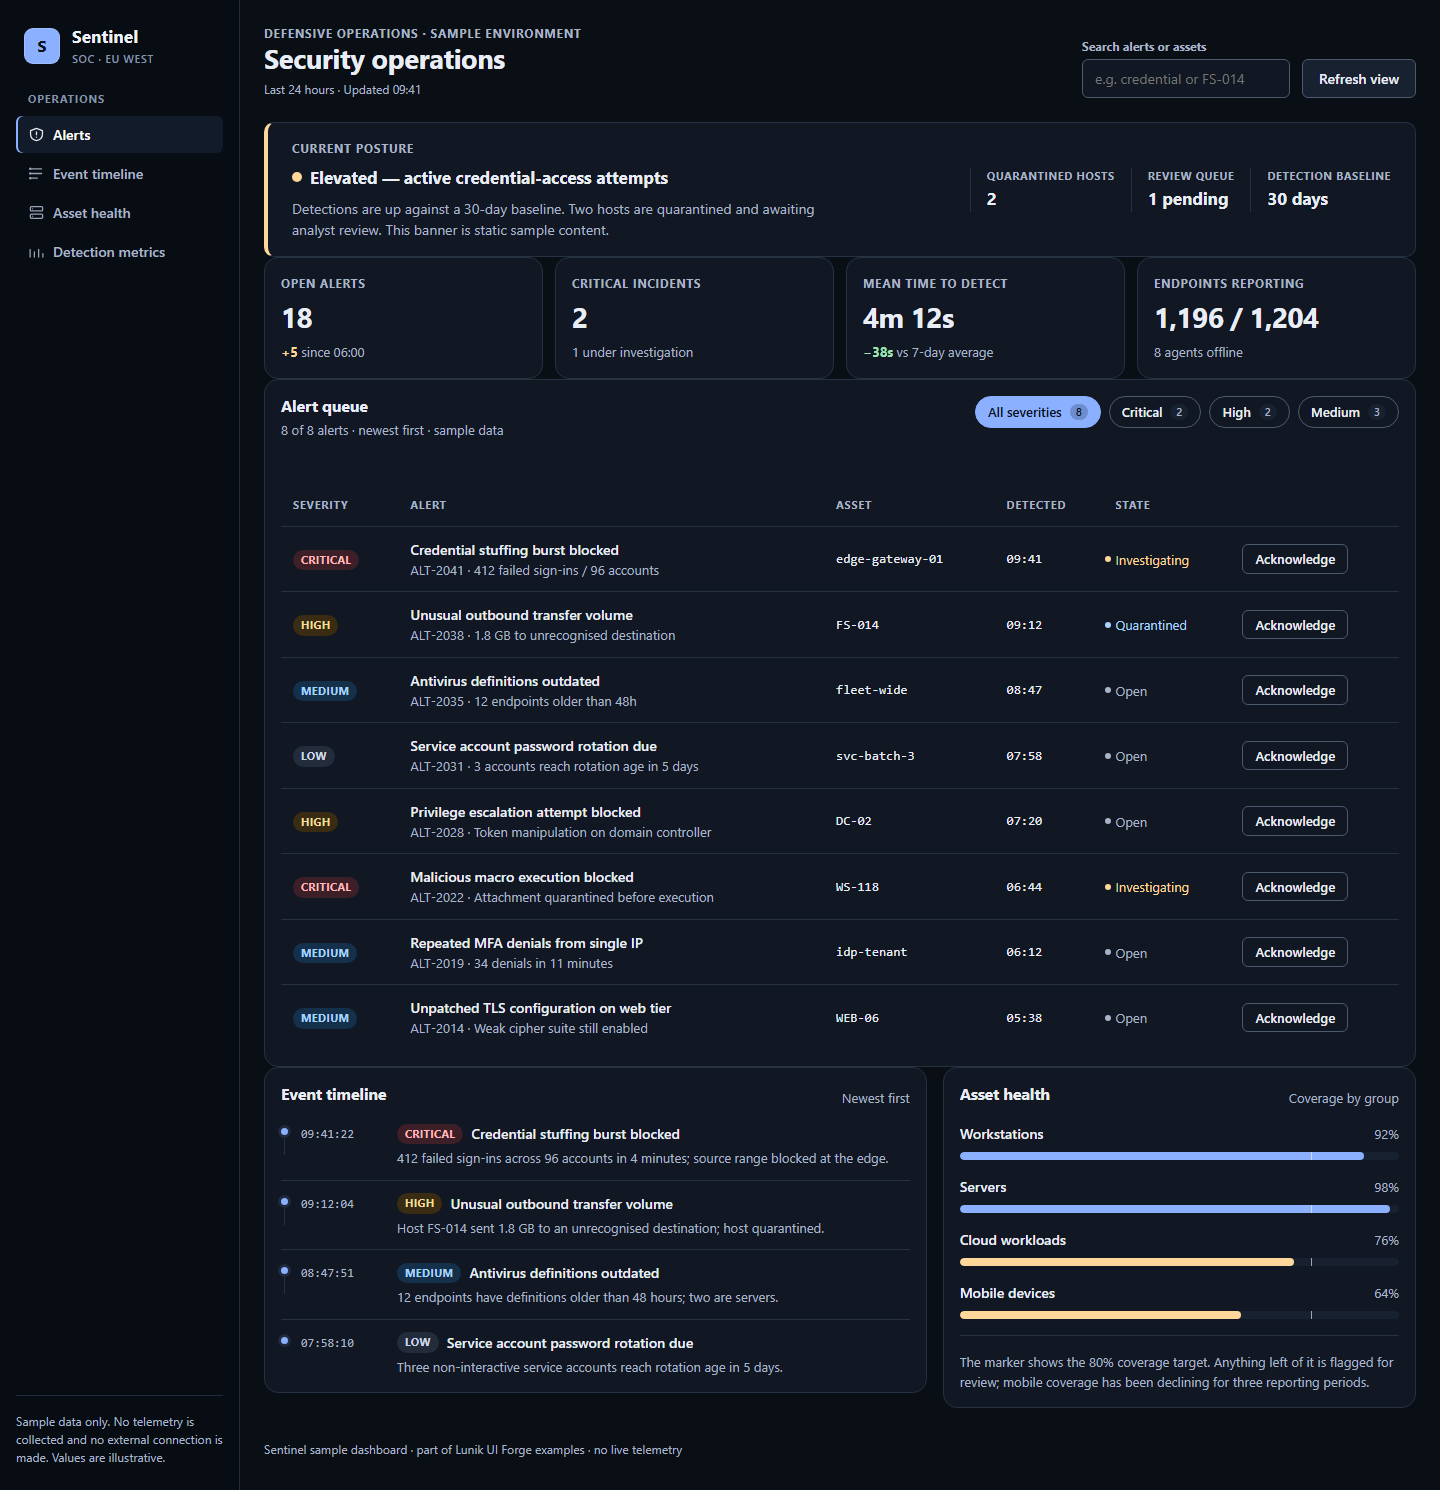 S
Sentinel
SOC · EU WEST
OPERATIONS
Alerts
Event timeline
Asset health
Detection metrics
Sample data only. No telemetry is
collected and no external connection is
made. Values are illustrative.
DEFENSIVE OPERATIONS · SAMPLE ENVIRONMENT
Security operations
Last 24 hours · Updated 09:41
Search alerts or assets
e.g. credential or FS-014
Refresh view
CURRENT POSTURE
Elevated — active credential-access attempts
Detections are up against a 30-day baseline. Two hosts are quarantined and awaiting
analyst review. This banner is static sample content.
QUARANTINED HOSTS
2
REVIEW QUEUE
1 pending
DETECTION BASELINE
30 days
OPEN ALERTS
18
+5 since 06:00
CRITICAL INCIDENTS
2
1 under investigation
MEAN TIME TO DETECT
4m 12s
−38s vs 7-day average
ENDPOINTS REPORTING
1,196 / 1,204
8 agents offline
Alert queue
8 of 8 alerts · newest first · sample data
All severities 8
Critical 2
High 2
Medium 3
SEVERITY ALERT ASSET DETECTED STATE
CRITICAL
Credential stuffing burst blocked
ALT-2041 · 412 failed sign-ins / 96 accounts
edge-gateway-01
09:41
Investigating
Acknowledge
HIGH
Unusual outbound transfer volume
ALT-2038 · 1.8 GB to unrecognised destination
FS-014
09:12
Quarantined
Acknowledge
MEDIUM
Antivirus definitions outdated
ALT-2035 · 12 endpoints older than 48h
fleet-wide
08:47
Open
Acknowledge
LOW
Service account password rotation due
ALT-2031 · 3 accounts reach rotation age in 5 days
svc-batch-3
07:58
Open
Acknowledge
HIGH
Privilege escalation attempt blocked
ALT-2028 · Token manipulation on domain controller
DC-02
07:20
Open
Acknowledge
CRITICAL
Malicious macro execution blocked
ALT-2022 · Attachment quarantined before execution
WS-118
06:44
Investigating
Acknowledge
MEDIUM
Repeated MFA denials from single IP
ALT-2019 · 34 denials in 11 minutes
idp-tenant
06:12
Open
Acknowledge
MEDIUM
Unpatched TLS configuration on web tier
ALT-2014 · Weak cipher suite still enabled
WEB-06
05:38
Open
Acknowledge
Event timeline
Newest first
09:41:22
CRITICAL Credential stuffing burst blocked
412 failed sign-ins across 96 accounts in 4 minutes; source range blocked at the edge.
09:12:04
HIGH Unusual outbound transfer volume
Host FS-014 sent 1.8 GB to an unrecognised destination; host quarantined.
08:47:51
MEDIUM Antivirus definitions outdated
12 endpoints have definitions older than 48 hours; two are servers.
07:58:10
LOW Service account password rotation due
Three non-interactive service accounts reach rotation age in 5 days.
Asset health
Coverage by group
Workstations 92%
Servers 98%
Cloud workloads 76%
Mobile devices 64%
The marker shows the 80% coverage target. Anything left of it is flagged for
review; mobile coverage has been declining for three reporting periods.
Sentinel sample dashboard · part of Lunik UI Forge examples · no live telemetry